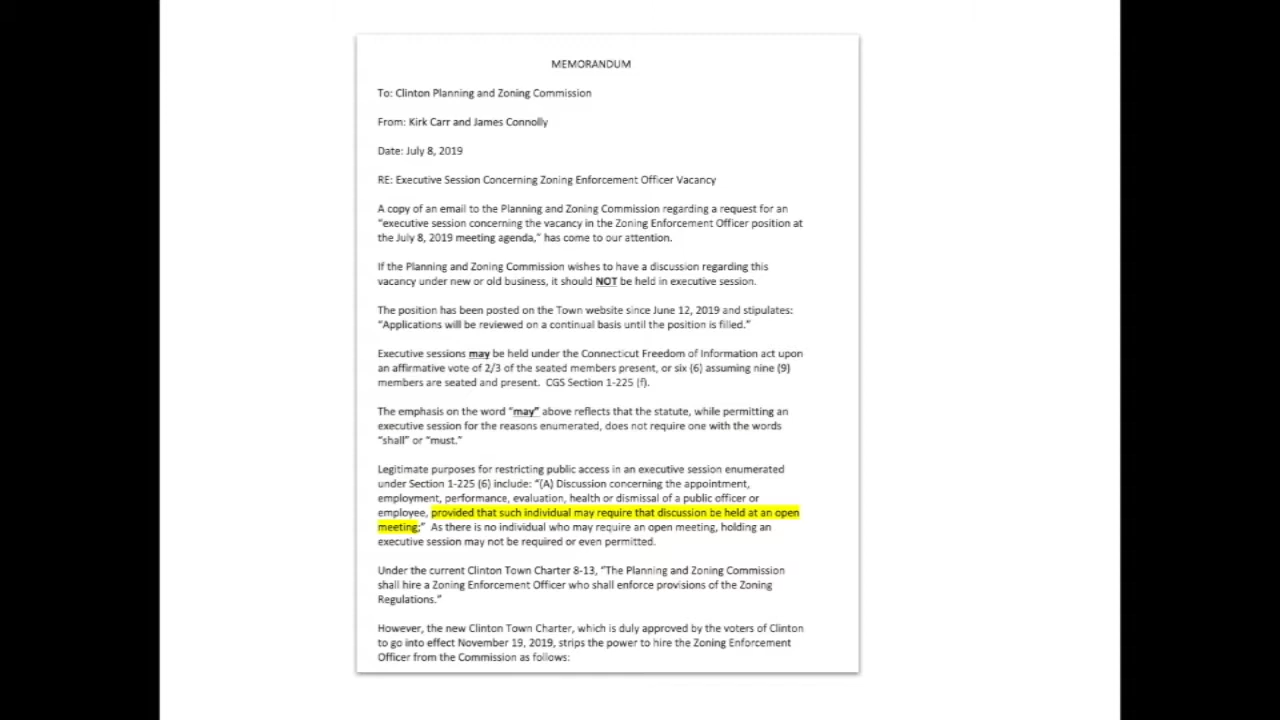 MEMORANDUM
To: Clinton Planning and Zoning Commission
From: Kirk Carr and James Connolly
Date: July 8, 2019
RE: Executive Session Concerning Zoning Enforcement Officer Vacancy
A copy of an email to the Planning and Zoning Commission regarding a request for an
“executive session concerning the vacancy in the Zoning Enforcement Officer position at
the July 8, 2019 meeting agenda,” has come to our attention.
If the Planning and Zoning Commission wishes to have a discussion regarding this
vacancy under new or old business, it should NOT be held in executive session.
The position has been posted on the Town website since June 12, 2019 and stipulates:
“Applications will be reviewed on a continual basis until the position is filled.”
Executive sessions may be held under the Connecticut Freedom of Information act upon
an affirmative vote of 2/3 of the seated members present, or six (6) assuming nine (9)
members are seated and present.  CGS Section 1-225 (f).
The emphasis on the word “may” above reflects that the statute, while permitting an
executive session for the reasons enumerated, does not require one with the words
“shall” or “must.”
Legitimate purposes for restricting public access in an executive session enumerated
under Section 1-225 (6) include: “(A) Discussion concerning the appointment,
employment, performance, evaluation, health or dismissal of a public officer or
employee, provided that such individual may require that discussion be held at an open
meeting;”  As there is no individual who may require an open meeting, holding an
executive session may not be required or even permitted.
Under the current Clinton Town Charter 8-13, “The Planning and Zoning Commission
shall hire a Zoning Enforcement Officer who shall enforce provisions of the Zoning
Regulations.”
However, the new Clinton Town Charter, which is duly approved by the voters of Clinton
to go into effect November 19, 2019, strips the power to hire the Zoning Enforcement
Officer from the Commission as follows: